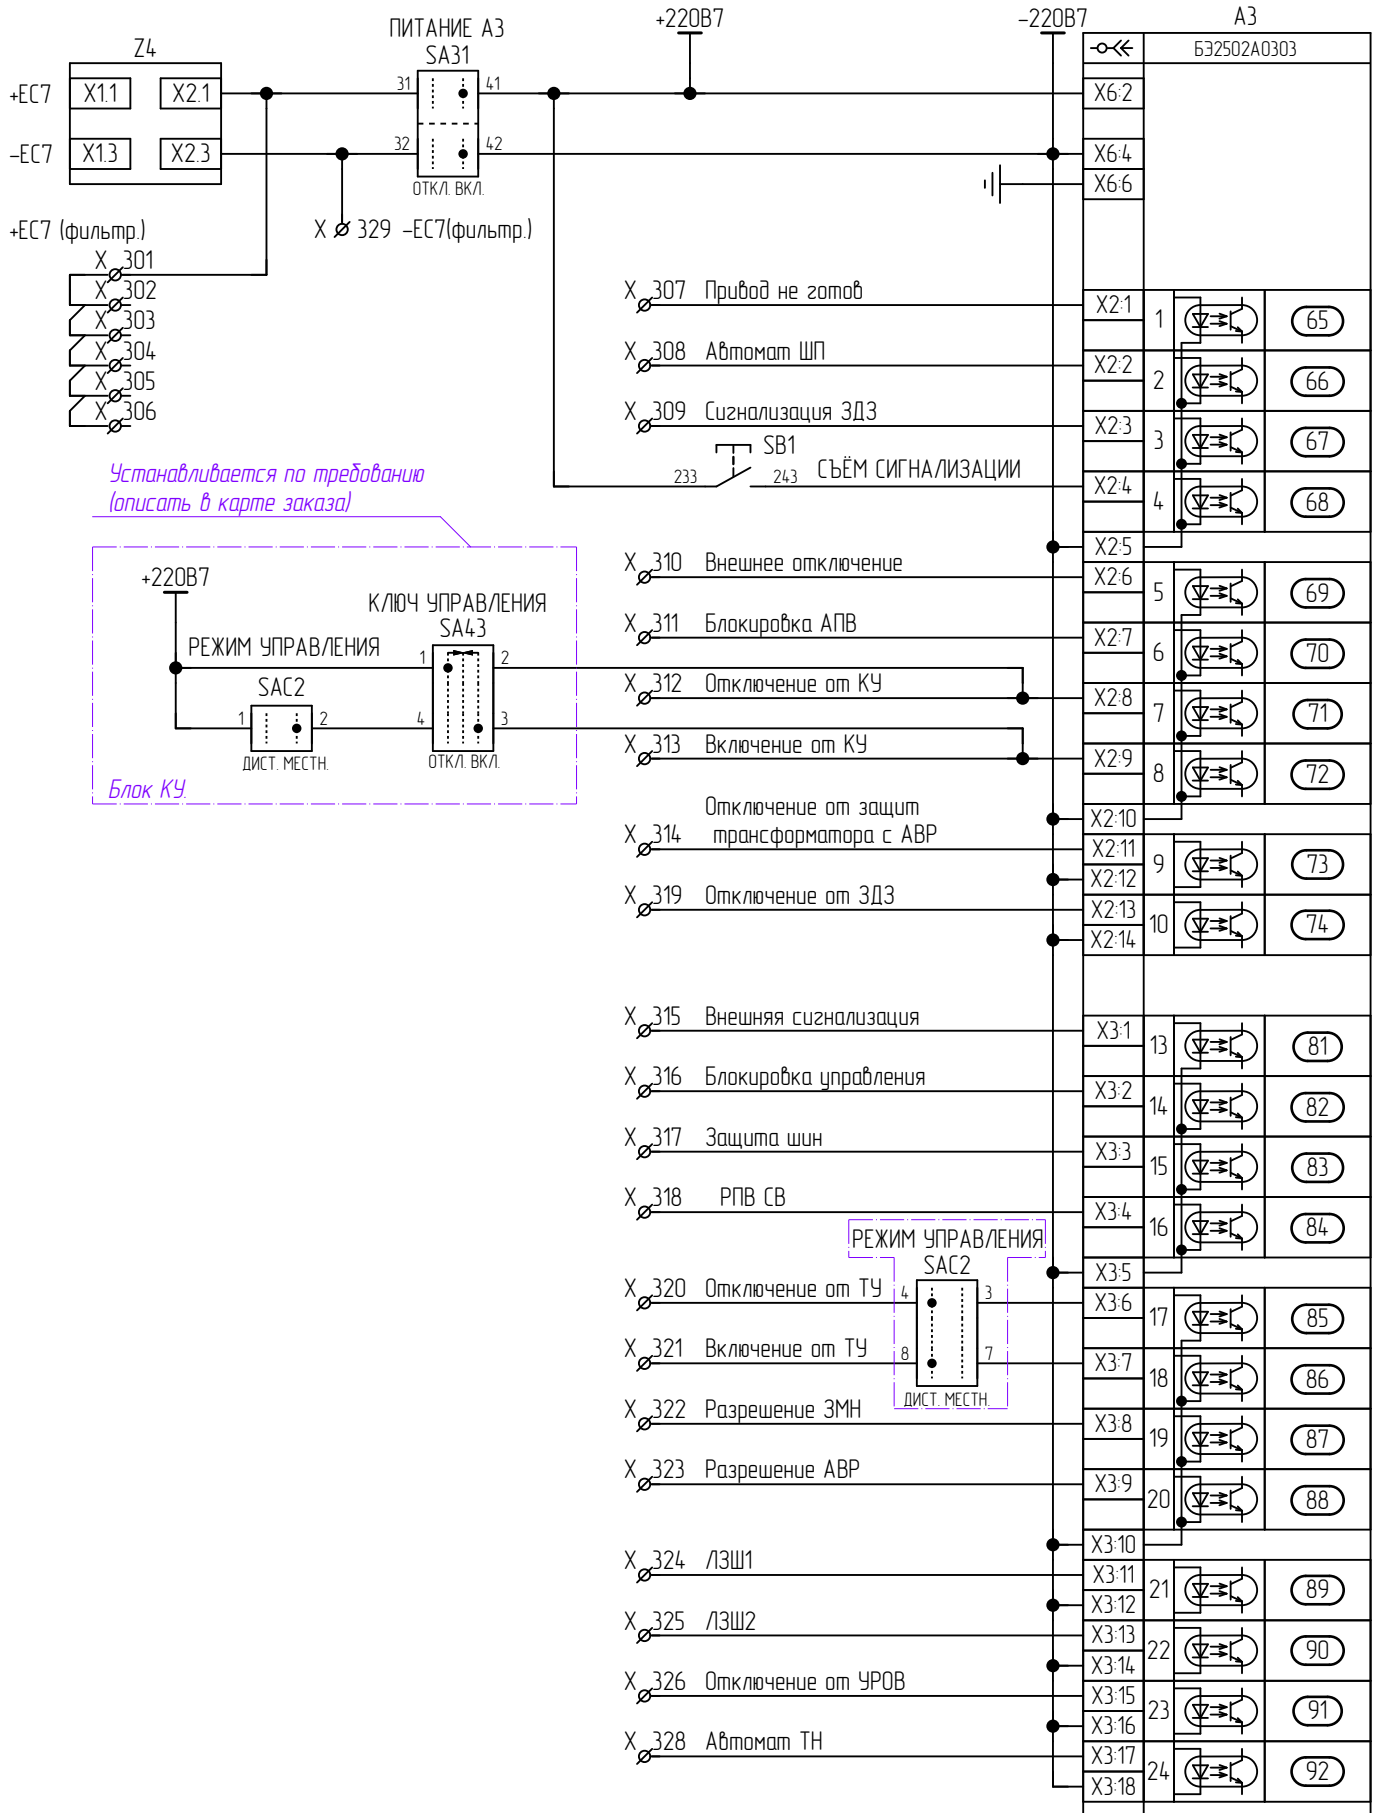 +220В7
-220В7
А3
ПИТАНИЕ А3
SA31
Z4
БЭ2502А0303
+ЕС7
X1.1
X2.1
31
41
X6:2
-ЕС7
X1.3
X2.3
32
42
X6:4
ОТКЛ. ВКЛ.
X6:6
+ЕС7 (фильтр.)
X 329 -ЕС7(фильтр.)
X 301
X 302
X 303
X 304
X 305
X 306
X 307 Привод не готов
X2:1
1
65
X 308 Автомат ШП
X2:2
2
66
X 309 Сигнализация ЗДЗ
X2:3
3
67
SB1
233
243
СЪЁМ СИГНАЛИЗАЦИИ
X2:4
4
68
Устанавливается по требованию
(описать в карте заказа)
X2:5
X 310 Внешнее отключение
X2:6
5
69
+220В7
КЛЮЧ УПРАВЛЕНИЯ
SA43
X 311 Блокировка АПВ
X2:7
6
70
РЕЖИМ УПРАВЛЕНИЯ
1
2
SAC2
X 312 Отключение от КУ
X2:8
7
71
1
2
4
3
X 313 Включение от КУ
X2:9
8
72
ДИСТ. МЕСТН.
ОТКЛ. ВКЛ.
Блок КУ.
X2:10
Отключение от защит
X 314 трансформатора с АВР
X2:11
9
73
X2:12
X 319 Отключение от ЗДЗ
X2:13
10
74
X2:14
X 315 Внешняя сигнализация
X3:1
13
81
X 316 Блокировка управления
X3:2
14
82
X 317 Защита шин
X3:3
15
83
X 318 РПВ СВ
X3:4
16
84
РЕЖИМ УПРАВЛЕНИЯ
SAC2
X3:5
X 320 Отключение от ТУ
4
3
X3:6
17
85
X 321 Включение от ТУ
8
7
X3:7
18
86
ДИСТ. МЕСТН.
X 322 Разрешение ЗМН
X3:8
19
87
X 323 Разрешение АВР
X3:9
20
88
X3:10
X 324 ЛЗШ1
X3:11
21
89
X3:12
X 325 ЛЗШ2
X3:13
22
90
X3:14
X 326 Отключение от УРОВ
X3:15
23
91
X3:16
X 328 Автомат ТН
X3:17
24
92
X3:18